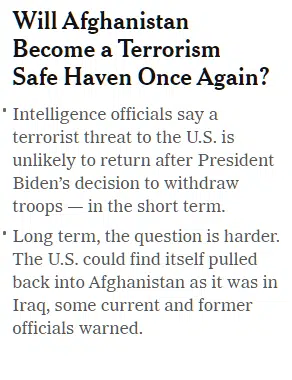 Will Afghanistan
Become a Terrorism
Safe Haven Once Again?
• Intelligence officials say a
terrorist threat to the U.S. is
unlikely to return after President
Biden’s decision to withdraw
troops — in the short term.
• Long term, the question is harder.
The U.S. could find itself pulled
back into Afghanistan as it was in
Iraq, some current and former
officials warned.